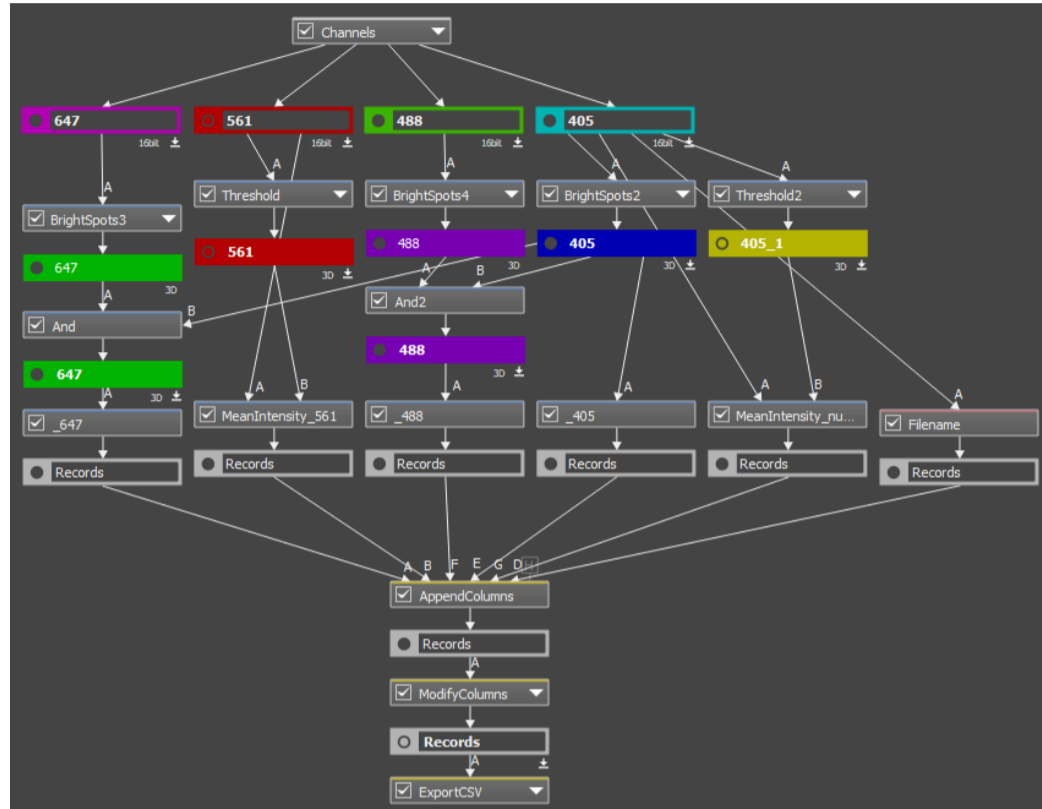 Channels
647
561
488
405
16bit
16bit
16bit
16bit
A
A
A
A
A
BrightSpots3
Threshold
BrightSpots4
BrightSpots2
Threshold2
647
561
488
405
405_1
3D
3D
3D
3D
3D
A
B
A
B
And
And2
647
488
3D
3D
A
A
B
A
A
A
B
A
_647
MeanIntensity_561
_488
_405
MeanIntensity_nu...
Filename
Records
Records
Records
Records
Records
Records
A
B
F
E
G
D
H
AppendColumns
Records
A
ModifyColumns
Records
A
ExportCSV